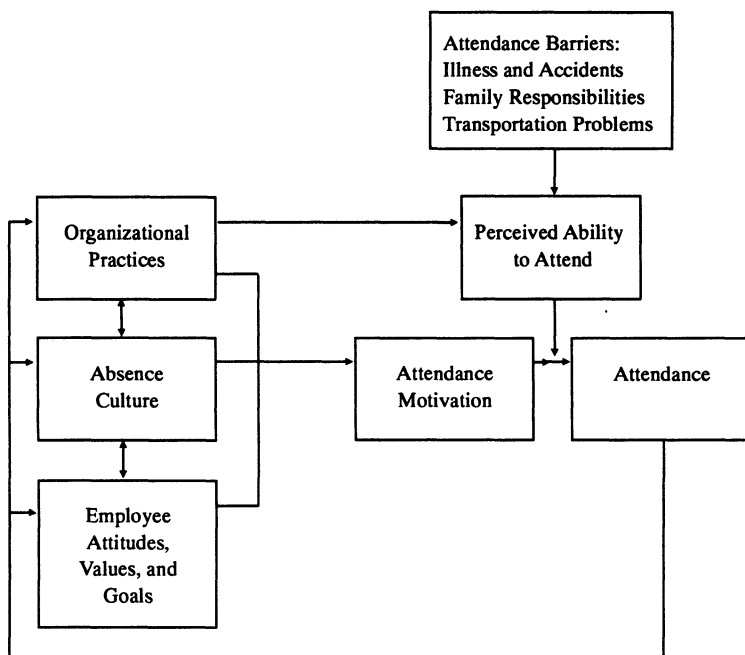 Attendance Barriers:
Illness and Accidents
Family Responsibilities
Transportation Problems
Organizational
Practices
Perceived Ability
to Attend
Absence
Culture
Attendance
Motivation
Attendance
Employee
Attitudes,
Values, and
Goals